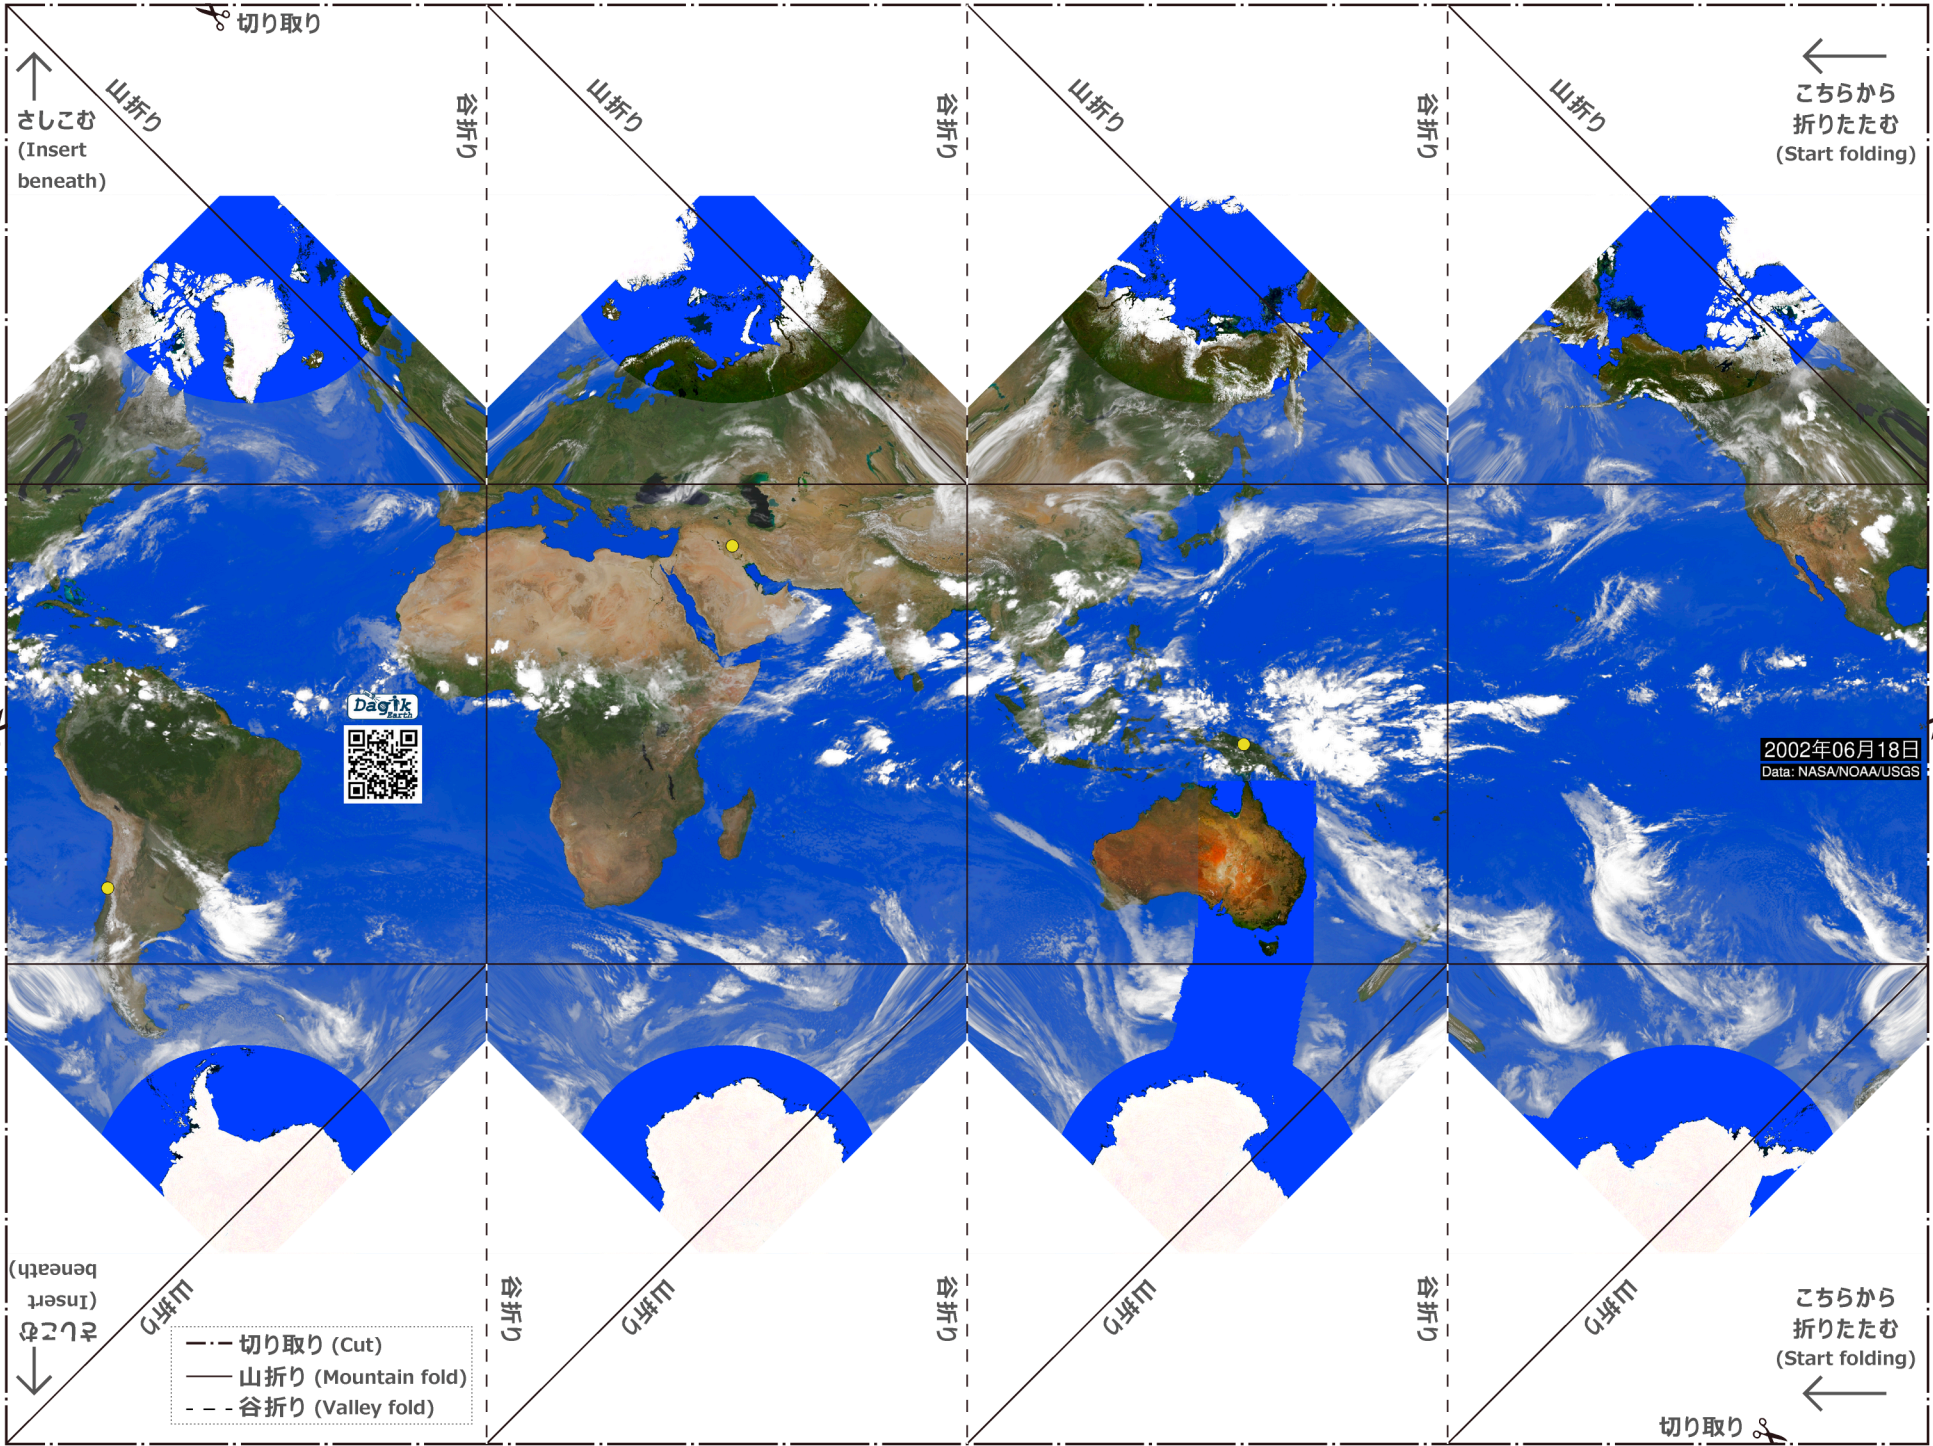 切り取り
山折り
谷折り
山折り
谷折り
山折り
谷折り
山折り
さしこむ
(Insert
beneath)
こちらから
折りたたむ
(Start folding)
Dagik
Earth
2002年06月18日
Data: NASA/NOAA/USGS
さしこむ
(Insert
beneath)
山折り
谷折り
山折り
谷折り
山折り
谷折り
山折り
切り取り (Cut)
山折り (Mountain fold)
谷折り (Valley fold)
こちらから
折りたたむ
(Start folding)
切り取り